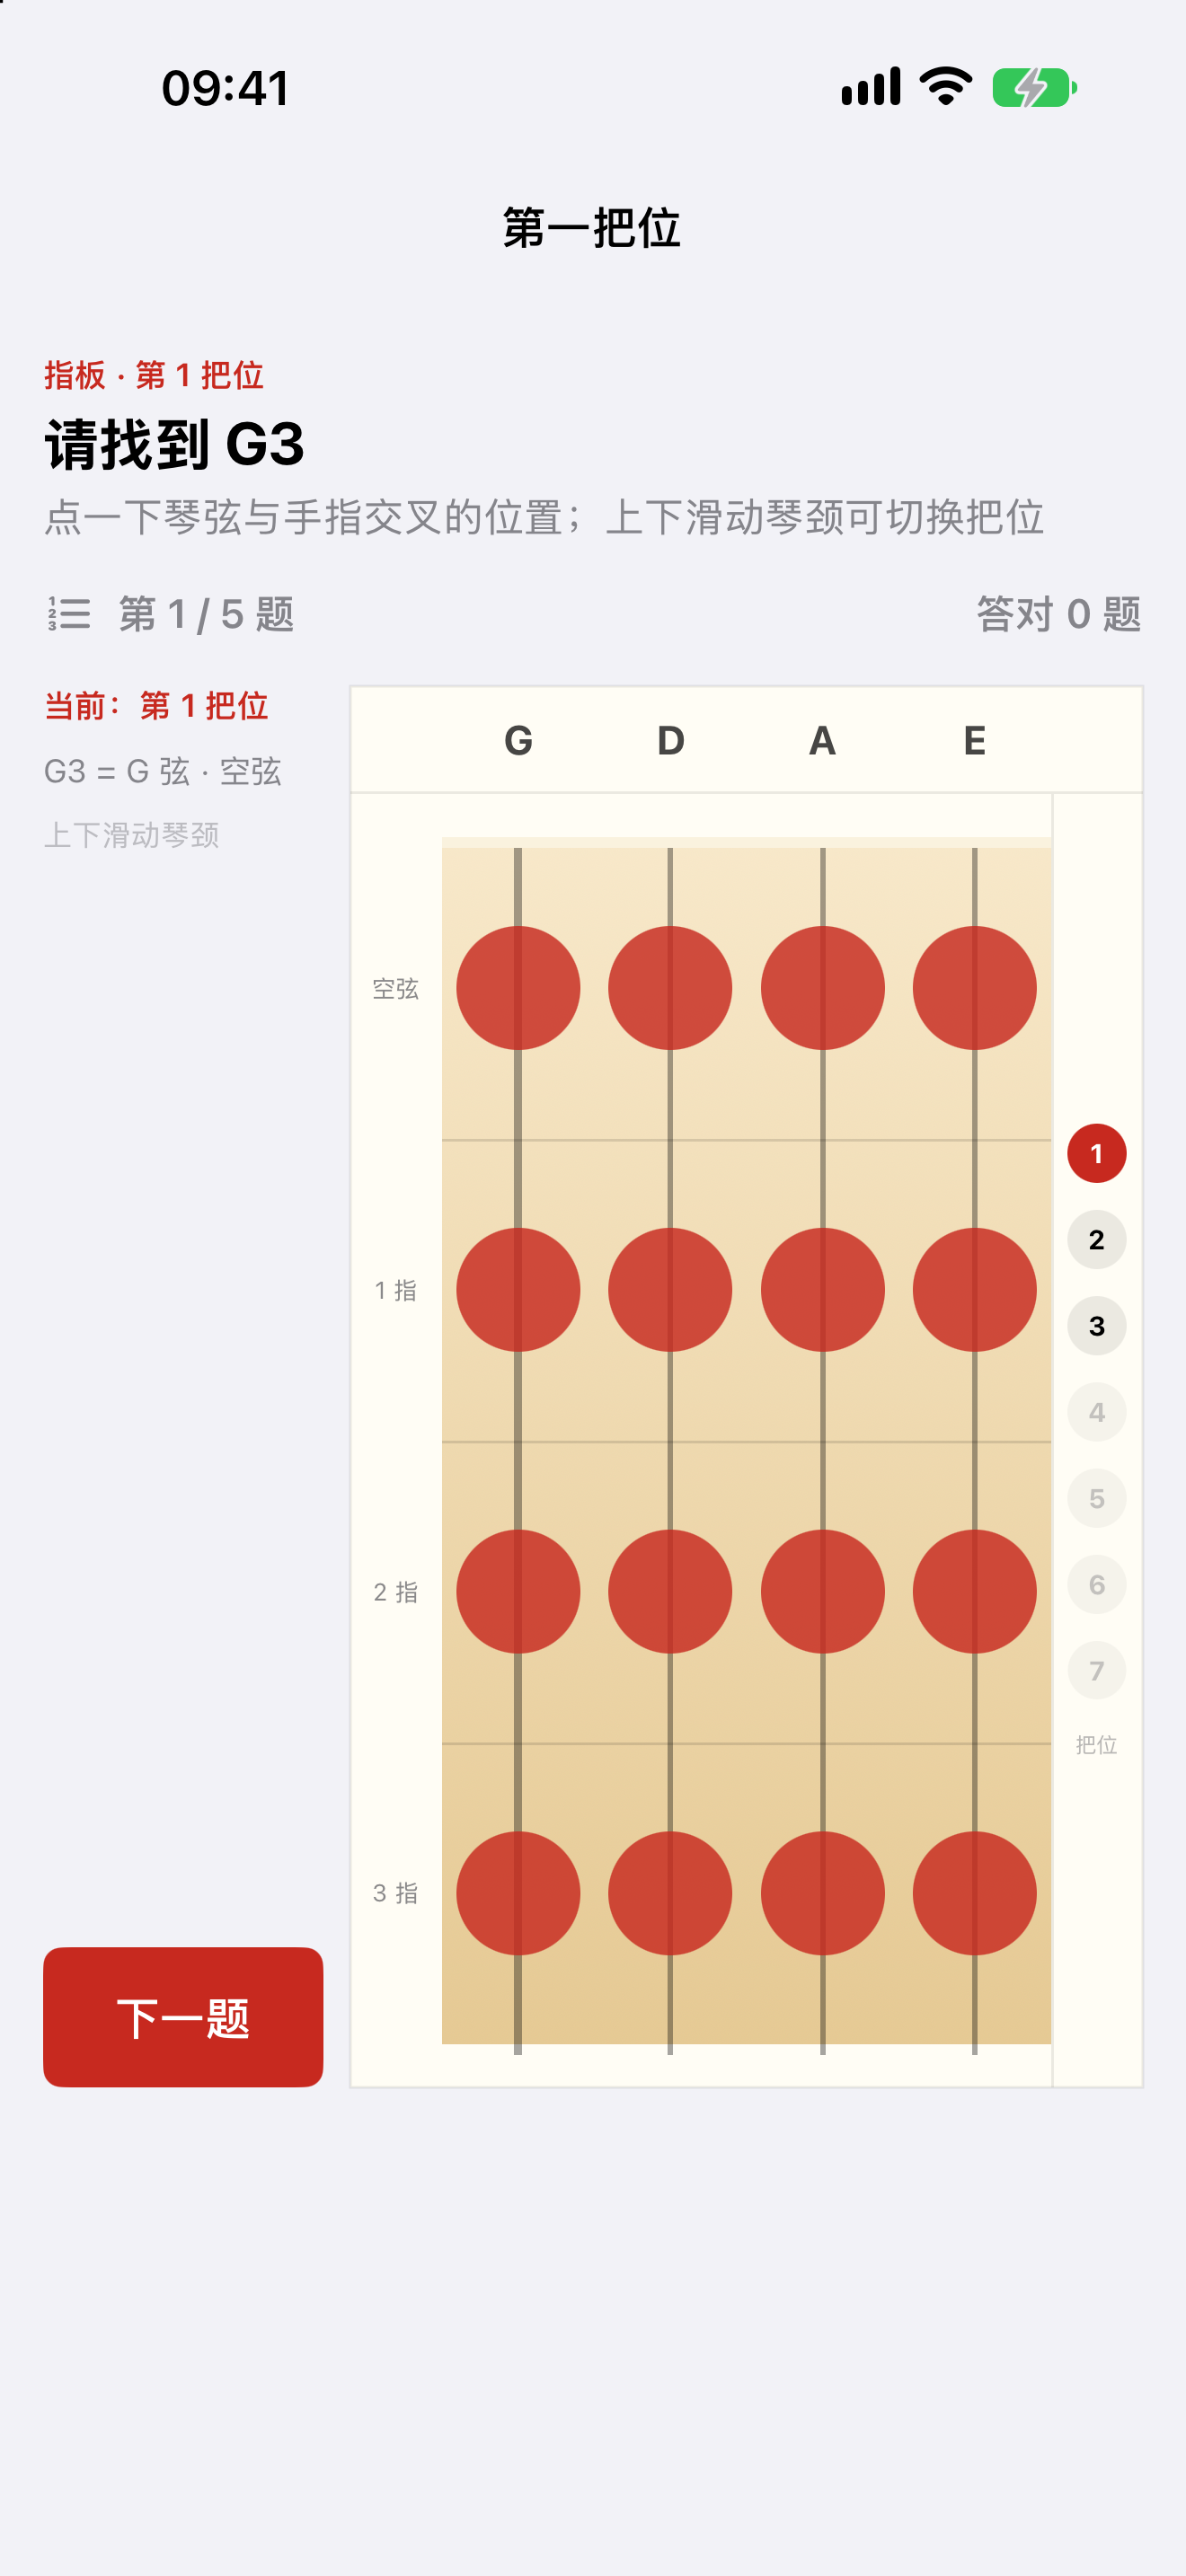 09:41
第一把位
指板 · 第 1 把位
请找到 G3
点一下琴弦与手指交叉的位置；上下滑动琴颈可切换把位
第 1 / 5 题
答对 0 题
当前：第 1 把位
G3 = G 弦 · 空弦
上下滑动琴颈
G D A E
空弦
1 指
2 指
3 指
1
2
3
4
5
6
7
把位
下一题